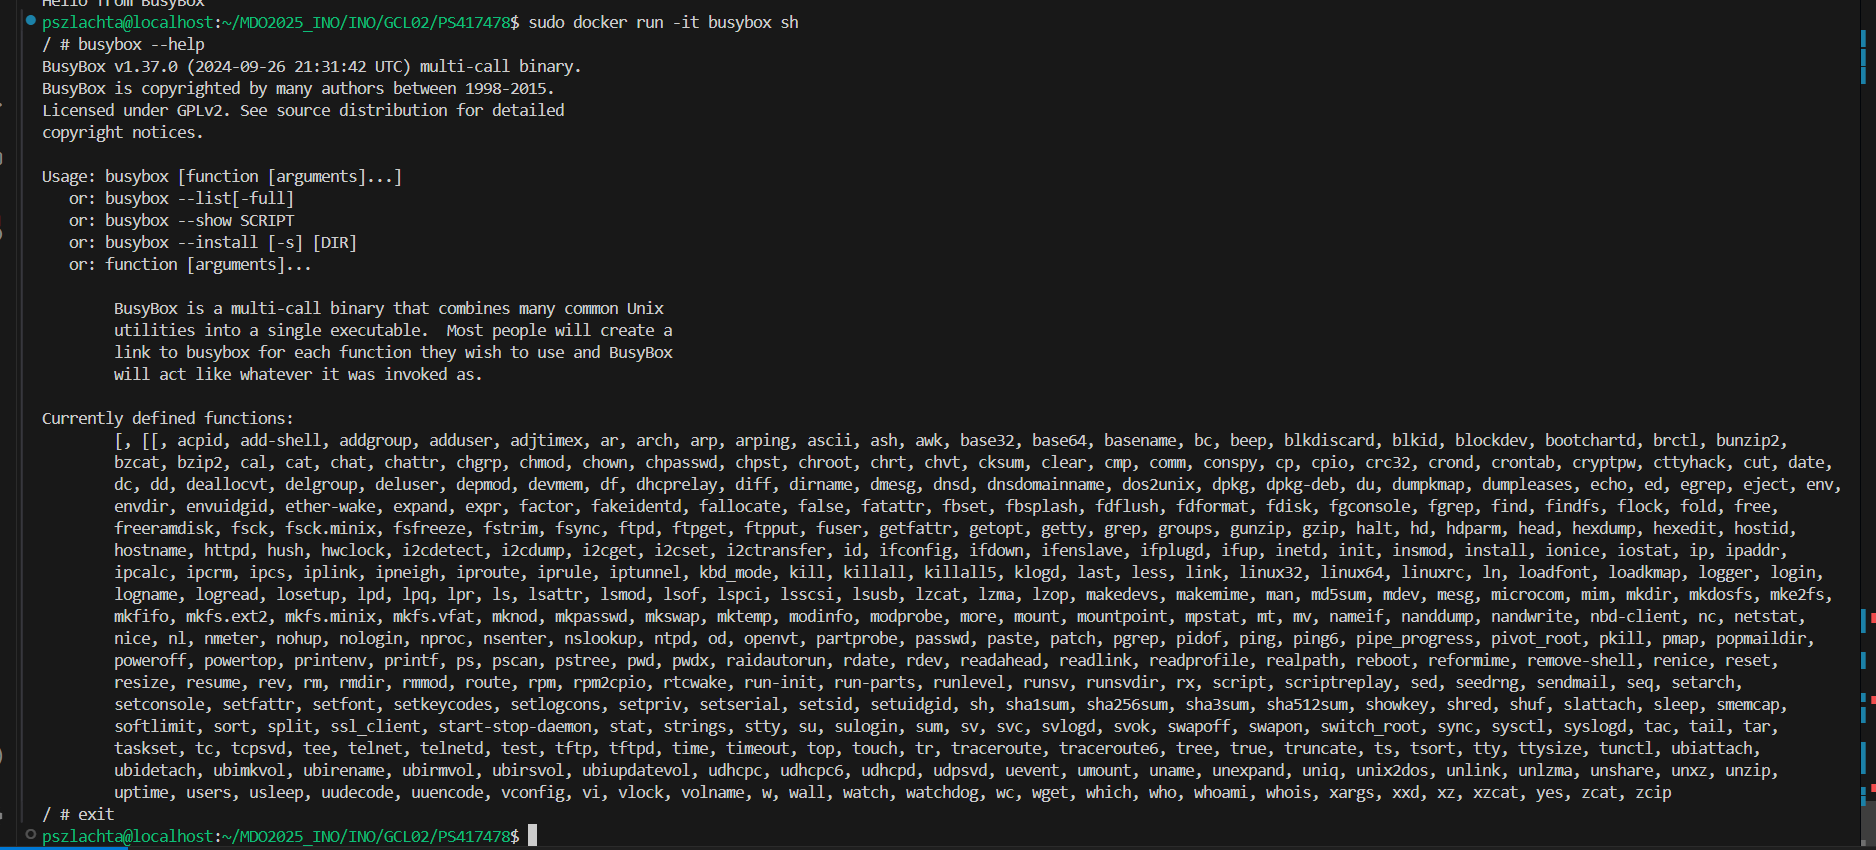 Hello from BusyBox
pszlachta@localhost:~/MDO2025_INO/INO/GCL02/PS417478$ sudo docker run -it busybox sh
/ # busybox --help
BusyBox v1.37.0 (2024-09-26 21:31:42 UTC) multi-call binary.
BusyBox is copyrighted by many authors between 1998-2015.
Licensed under GPLv2. See source distribution for detailed
copyright notices.
Usage: busybox [function [arguments]...]
or: busybox --list[-full]
or: busybox --show SCRIPT
or: busybox --install [-s] [DIR]
or: function [arguments]...
BusyBox is a multi-call binary that combines many common Unix
utilities into a single executable.  Most people will create a
link to busybox for each function they wish to use and BusyBox
will act like whatever it was invoked as.
Currently defined functions:
[, [[, acpid, add-shell, addgroup, adduser, adjtimex, ar, arch, arp, arping, ascii, ash, awk, base32, base64, basename, bc, beep, blkdiscard, blkid, blockdev, bootchartd, brctl, bunzip2,
bzcat, bzip2, cal, cat, chat, chattr, chgrp, chmod, chown, chpasswd, chpst, chroot, chrt, chvt, cksum, clear, cmp, comm, conspy, cp, cpio, crc32, crond, crontab, cryptpw, cttyhack, cut, date,
dc, dd, deallocvt, delgroup, deluser, depmod, devmem, df, dhcprelay, diff, dirname, dmesg, dnsd, dnsdomainname, dos2unix, dpkg, dpkg-deb, du, dumpkmap, dumpleases, echo, ed, egrep, eject, env,
envdir, envuidgid, ether-wake, expand, expr, factor, fakeidentd, fallocate, false, fatattr, fbset, fbsplash, fdflush, fdformat, fdisk, fgconsole, fgrep, find, findfs, flock, fold, free,
freeramdisk, fsck, fsck.minix, fsfreeze, fstrim, fsync, ftpd, ftpget, ftpput, fuser, getfattr, getopt, getty, grep, groups, gunzip, gzip, halt, hd, hdparm, head, hexdump, hexedit, hostid,
hostname, httpd, hush, hwclock, i2cdetect, i2cdump, i2cget, i2cset, i2ctransfer, id, ifconfig, ifdown, ifenslave, ifplugd, ifup, inetd, init, insmod, install, ionice, iostat, ip, ipaddr,
ipcalc, ipcrm, ipcs, iplink, ipneigh, iproute, iprule, iptunnel, kbd_mode, kill, killall, killall5, klogd, last, less, link, linux32, linux64, linuxrc, ln, loadfont, loadkmap, logger, login,
logname, logread, losetup, lpd, lpq, lpr, ls, lsattr, lsmod, lsof, lspci, lsscsi, lsusb, lzcat, lzma, lzop, makedevs, makemime, man, md5sum, mdev, mesg, microcom, mim, mkdir, mkdosfs, mke2fs,
mkfifo, mkfs.ext2, mkfs.minix, mkfs.vfat, mknod, mkpasswd, mkswap, mktemp, modinfo, modprobe, more, mount, mountpoint, mpstat, mt, mv, nameif, nanddump, nandwrite, nbd-client, nc, netstat,
nice, nl, nmeter, nohup, nologin, nproc, nsenter, nslookup, ntpd, od, openvt, partprobe, passwd, paste, patch, pgrep, pidof, ping, ping6, pipe_progress, pivot_root, pkill, pmap, popmaildir,
poweroff, powertop, printenv, printf, ps, pscan, pstree, pwd, pwdx, raidautorun, rdate, rdev, readahead, readlink, readprofile, realpath, reboot, reformime, remove-shell, renice, reset,
resize, resume, rev, rm, rmdir, rmmod, route, rpm, rpm2cpio, rtcwake, run-init, run-parts, runlevel, runsv, runsvdir, rx, script, scriptreplay, sed, seedrng, sendmail, seq, setarch,
setconsole, setfattr, setfont, setkeycodes, setlogcons, setpriv, setserial, setsid, setuidgid, sh, sha1sum, sha256sum, sha3sum, sha512sum, showkey, shred, shuf, slattach, sleep, smemcap,
softlimit, sort, split, ssl_client, start-stop-daemon, stat, strings, stty, su, sulogin, sum, sv, svc, svlogd, svok, swapoff, swapon, switch_root, sync, sysctl, syslogd, tac, tail, tar,
taskset, tc, tcpsvd, tee, telnet, telnetd, test, tftp, tftpd, time, timeout, top, touch, tr, traceroute, traceroute6, tree, true, truncate, ts, tsort, tty, ttysize, tunctl, ubiattach,
ubidetach, ubimkvol, ubirename, ubirmvol, ubirsvol, ubiupdatevol, udhcpc, udhcpc6, udhcpd, udpsvd, uevent, umount, uname, unexpand, uniq, unix2dos, unlink, unlzma, unshare, unxz, unzip,
uptime, users, usleep, uudecode, uuencode, vconfig, vi, vlock, volname, w, wall, watch, watchdog, wc, wget, which, who, whoami, whois, xargs, xxd, xz, xzcat, yes, zcat, zcip
/ # exit
pszlachta@localhost:~/MDO2025_INO/INO/GCL02/PS417478$